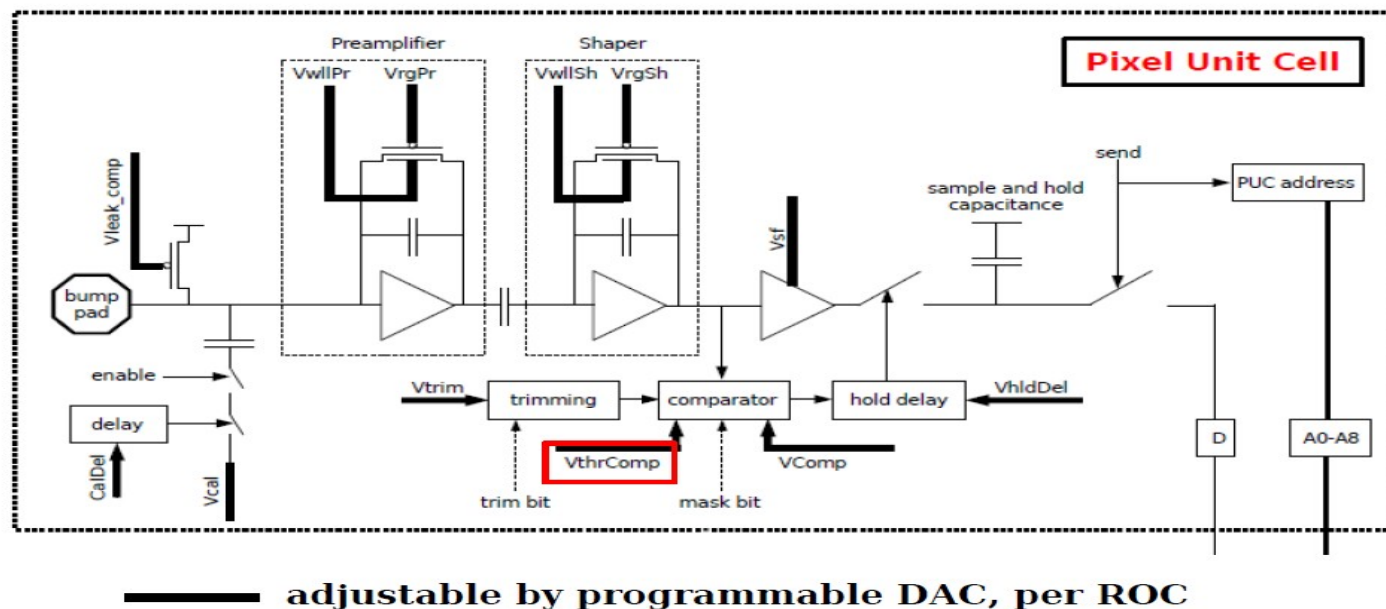 Preamplifier
Shaper
Pixel Unit Cell
VwllPr
VrgPr
VwllSh
VrgSh
send
Vleak_comp
Vsf
sample and hold
capacitance
PUC address
bump
pad
enable
Vtrim
trimming
comparator
hold delay
VhldDel
delay
D
A0-A8
CalDel
Vcal
VthrComp
VComp
trim bit
mask bit
adjustable by programmable DAC, per ROC